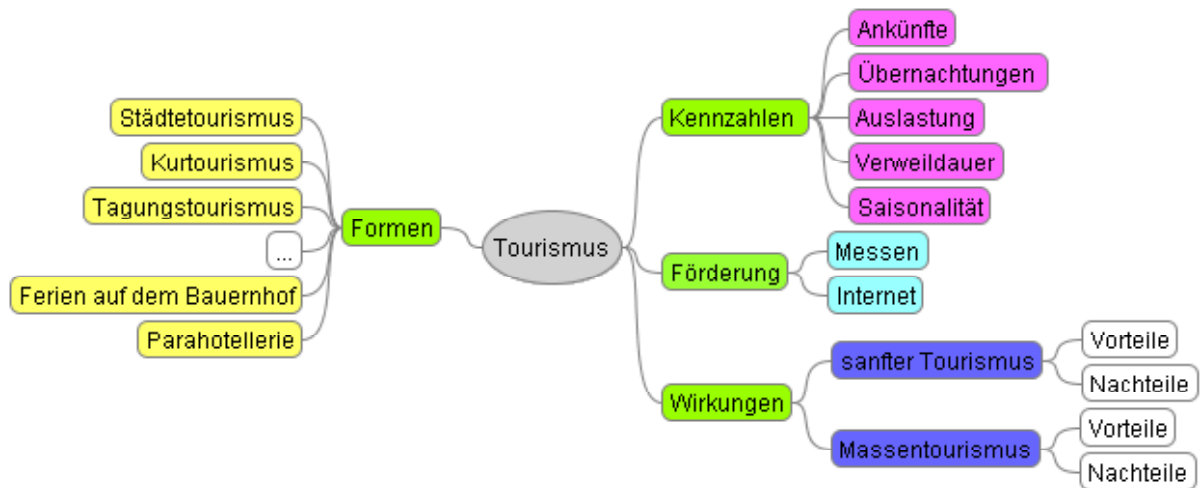 Tourismus
Formen
Städtetourismus
Kurtourismus
Tagungstourismus
...
Ferien auf dem Bauernhof
Parahotellerie
Kennzahlen
Ankünfte
Übernachtungen
Auslastung
Verweildauer
Saisonalität
Förderung
Messen
Internet
Wirkungen
sanfter Tourismus
Vorteile
Nachteile
Massentourismus
Vorteile
Nachteile